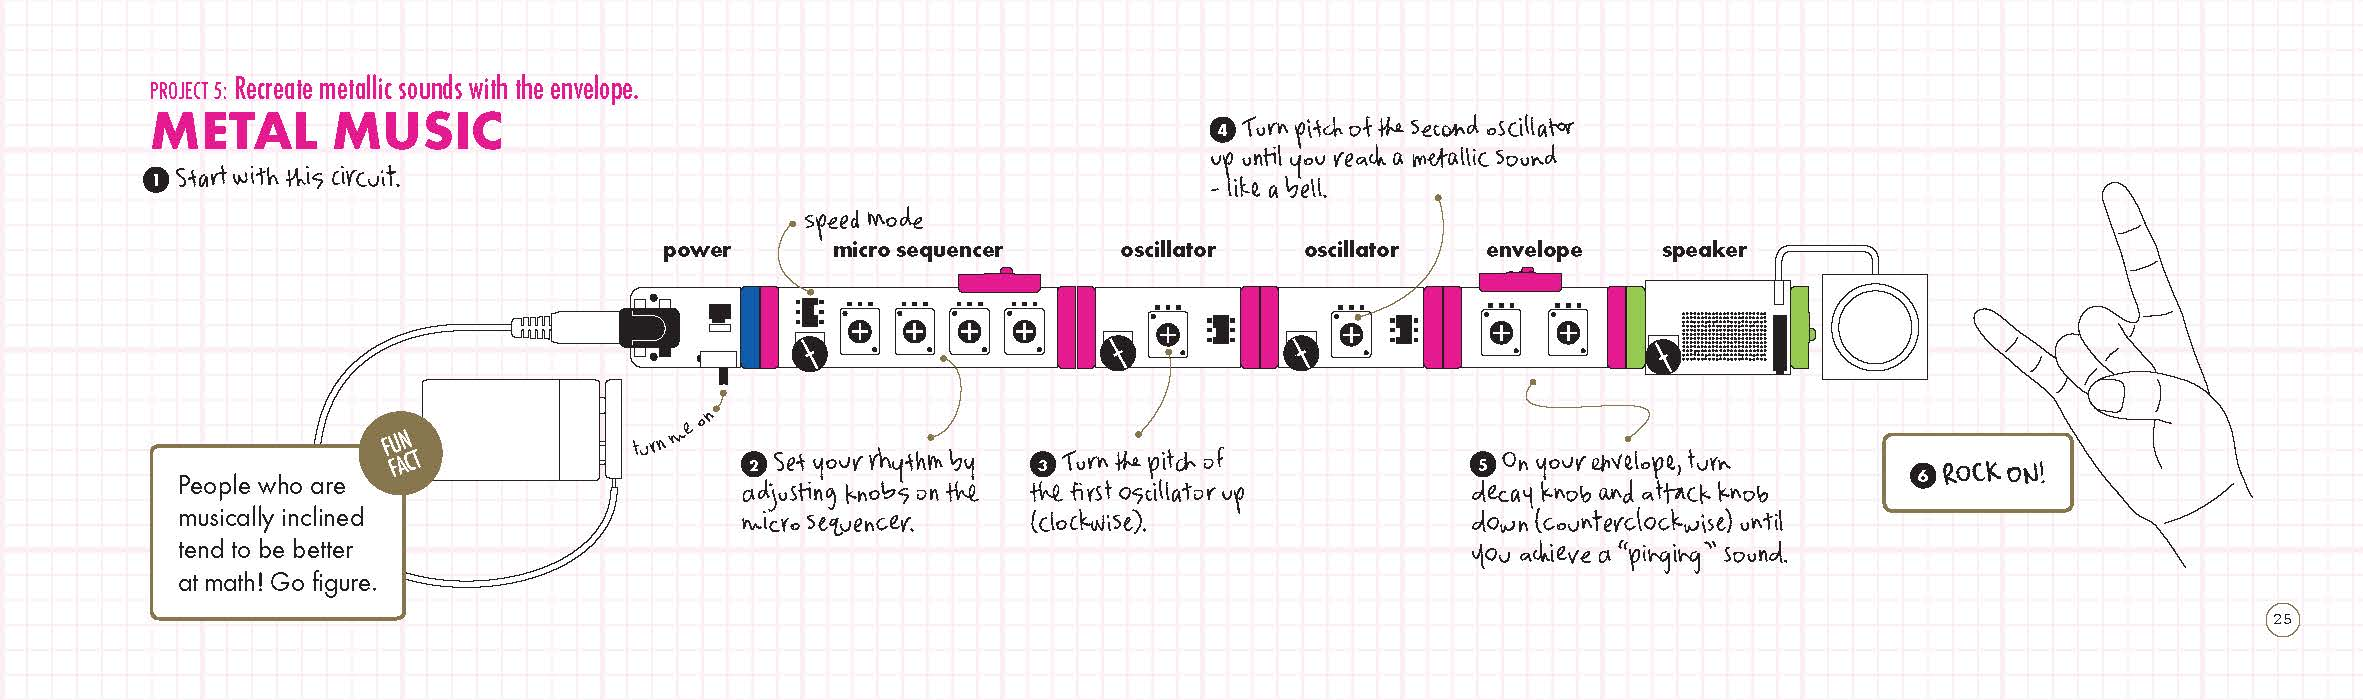 PROJECT 5: Recreate metallic sounds with the envelope.
METAL MUSIC
1 Start with this circuit.
speed mode
power
micro sequencer
oscillator
oscillator
envelope
speaker
turn me on
2 Set your rhythm by
adjusting knobs on the
micro sequencer.
3 Turn the pitch of
the first oscillator up
(clockwise).
4 Turn pitch of the second oscillator
up until you reach a metallic sound
- like a bell.
5 On your envelope, turn
decay knob and attack knob
down (counterclockwise) until
you achieve a "pinging" sound.
6 ROCK ON!
FUN
FACT
People who are
musically inclined
tend to be better
at math! Go figure.
25